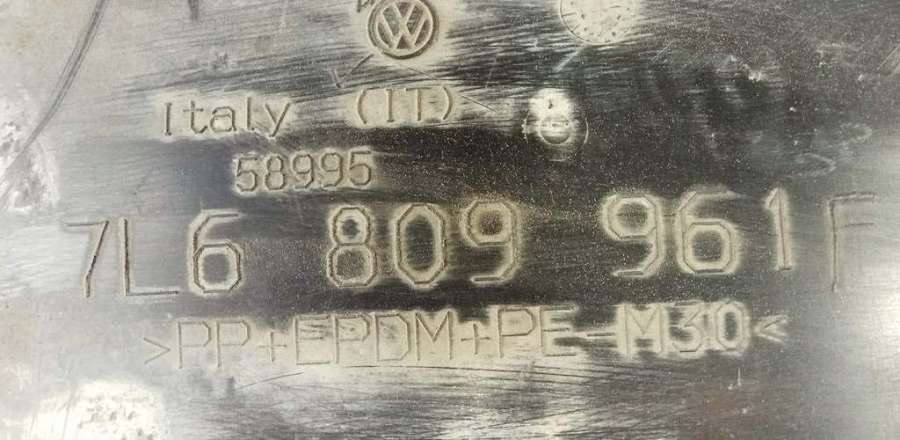 Italy (IT)
58995
7L6 809 961 F
>PP+EPDM+PE-M30<